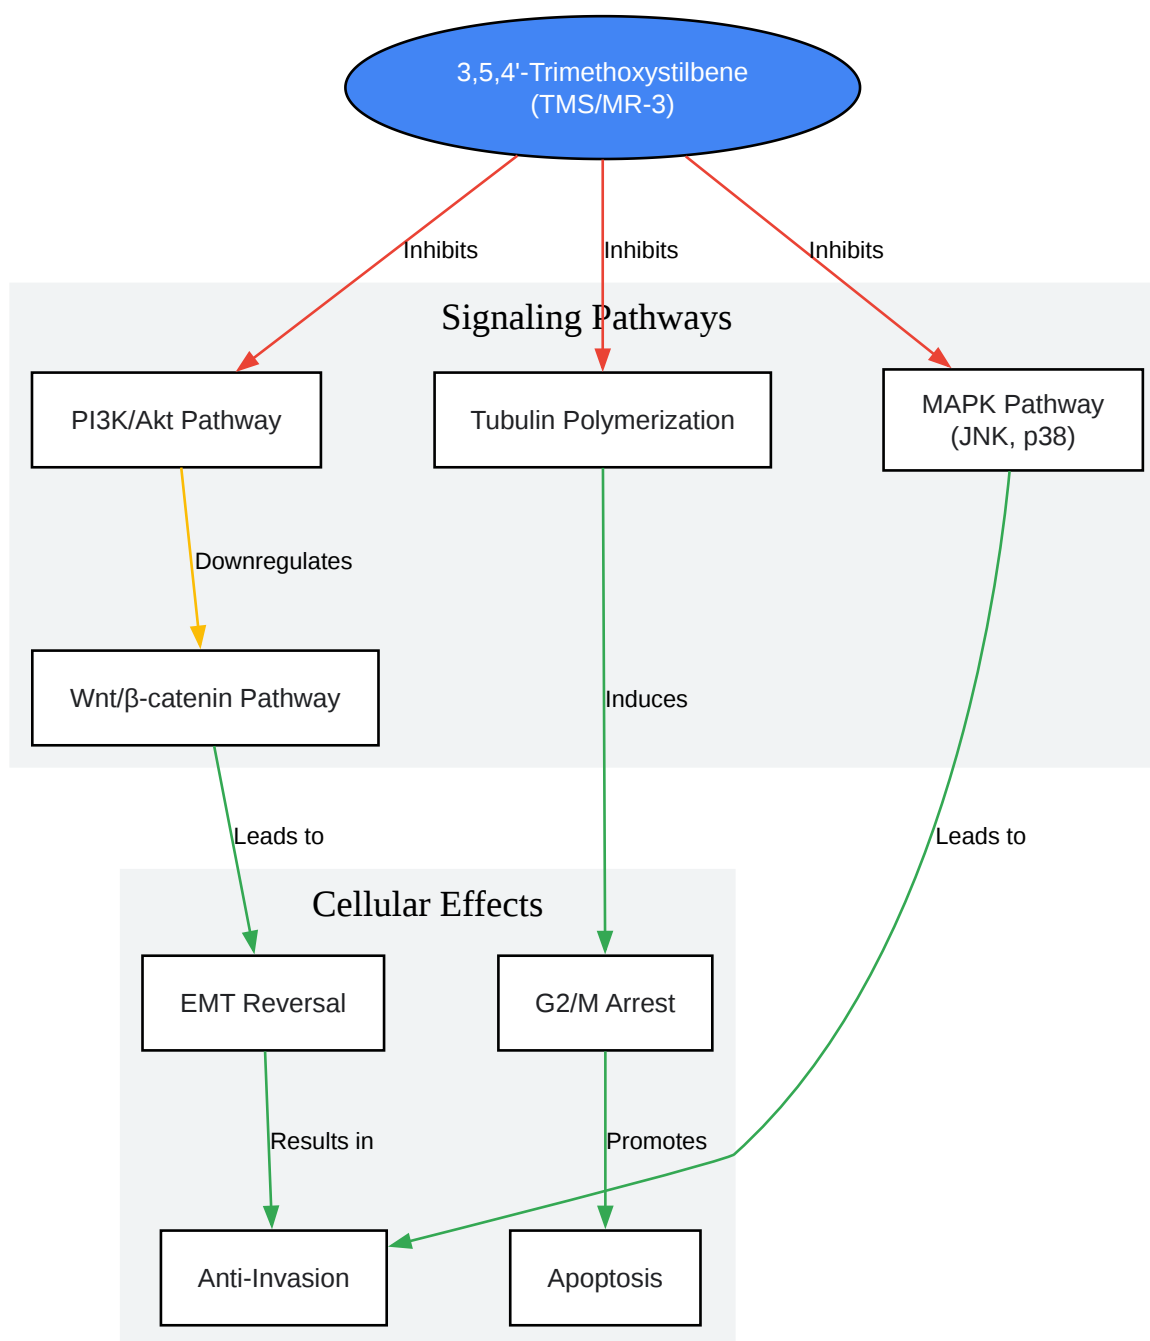 3,5,4'-Trimethoxystilbene
(TMS/MR-3)
Inhibits
Inhibits
Inhibits
Signaling Pathways
PI3K/Akt Pathway
Tubulin Polymerization
MAPK Pathway
(JNK, p38)
Downregulates
Wnt/β-catenin Pathway
Induces
Leads to
Leads to
Cellular Effects
EMT Reversal
G2/M Arrest
Results in
Promotes
Anti-Invasion
Apoptosis